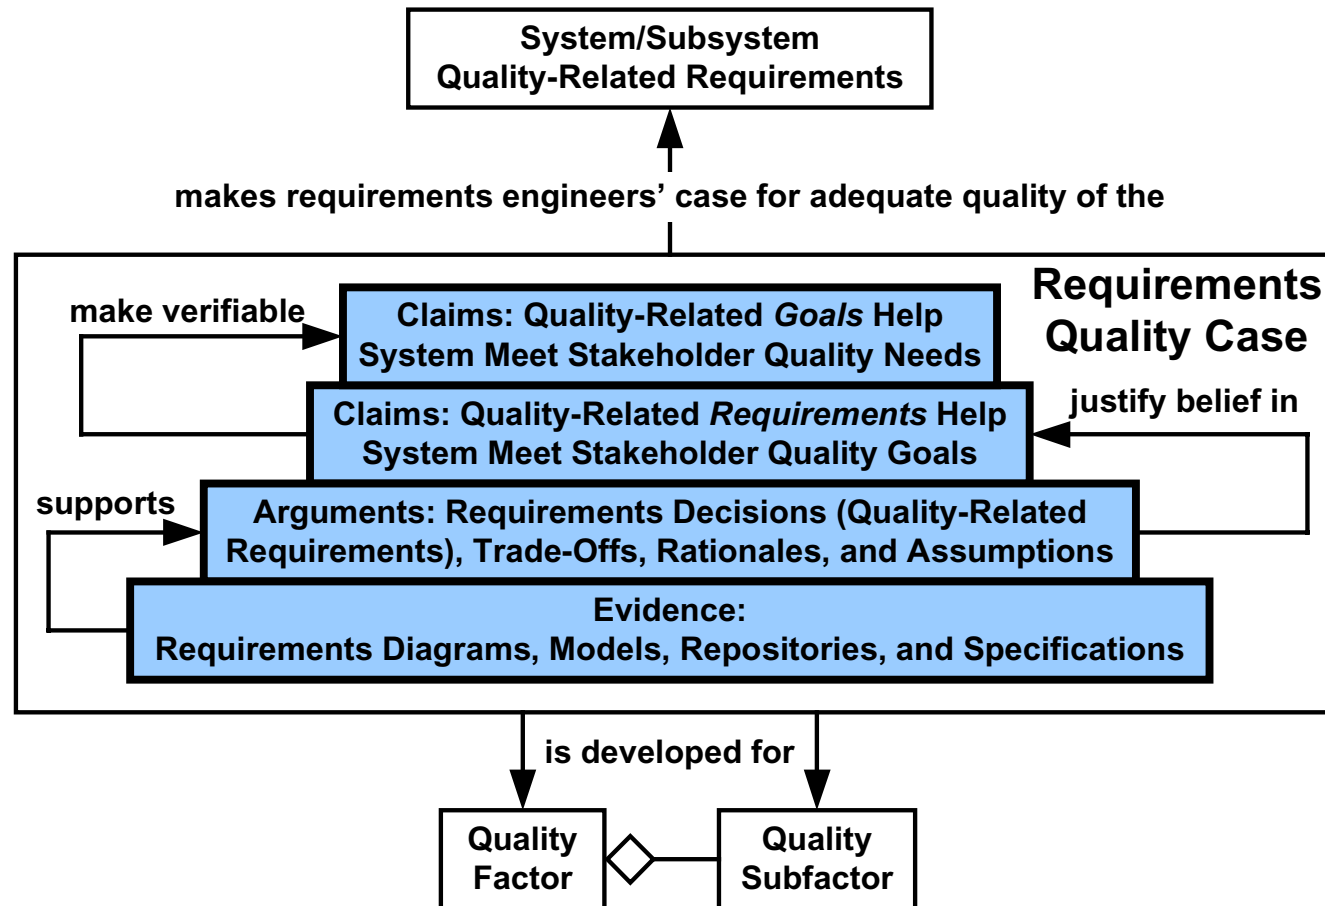 System/Subsystem
Quality-Related Requirements
makes requirements engineers’ case for adequate quality of the
Requirements
Quality Case
make verifiable
Claims: Quality-Related Goals Help
System Meet Stakeholder Quality Needs
Claims: Quality-Related Requirements Help
System Meet Stakeholder Quality Goals
justify belief in
supports
Arguments: Requirements Decisions (Quality-Related
Requirements), Trade-Offs, Rationales, and Assumptions
Evidence:
Requirements Diagrams, Models, Repositories, and Specifications
is developed for
Quality
Factor
Quality
Subfactor